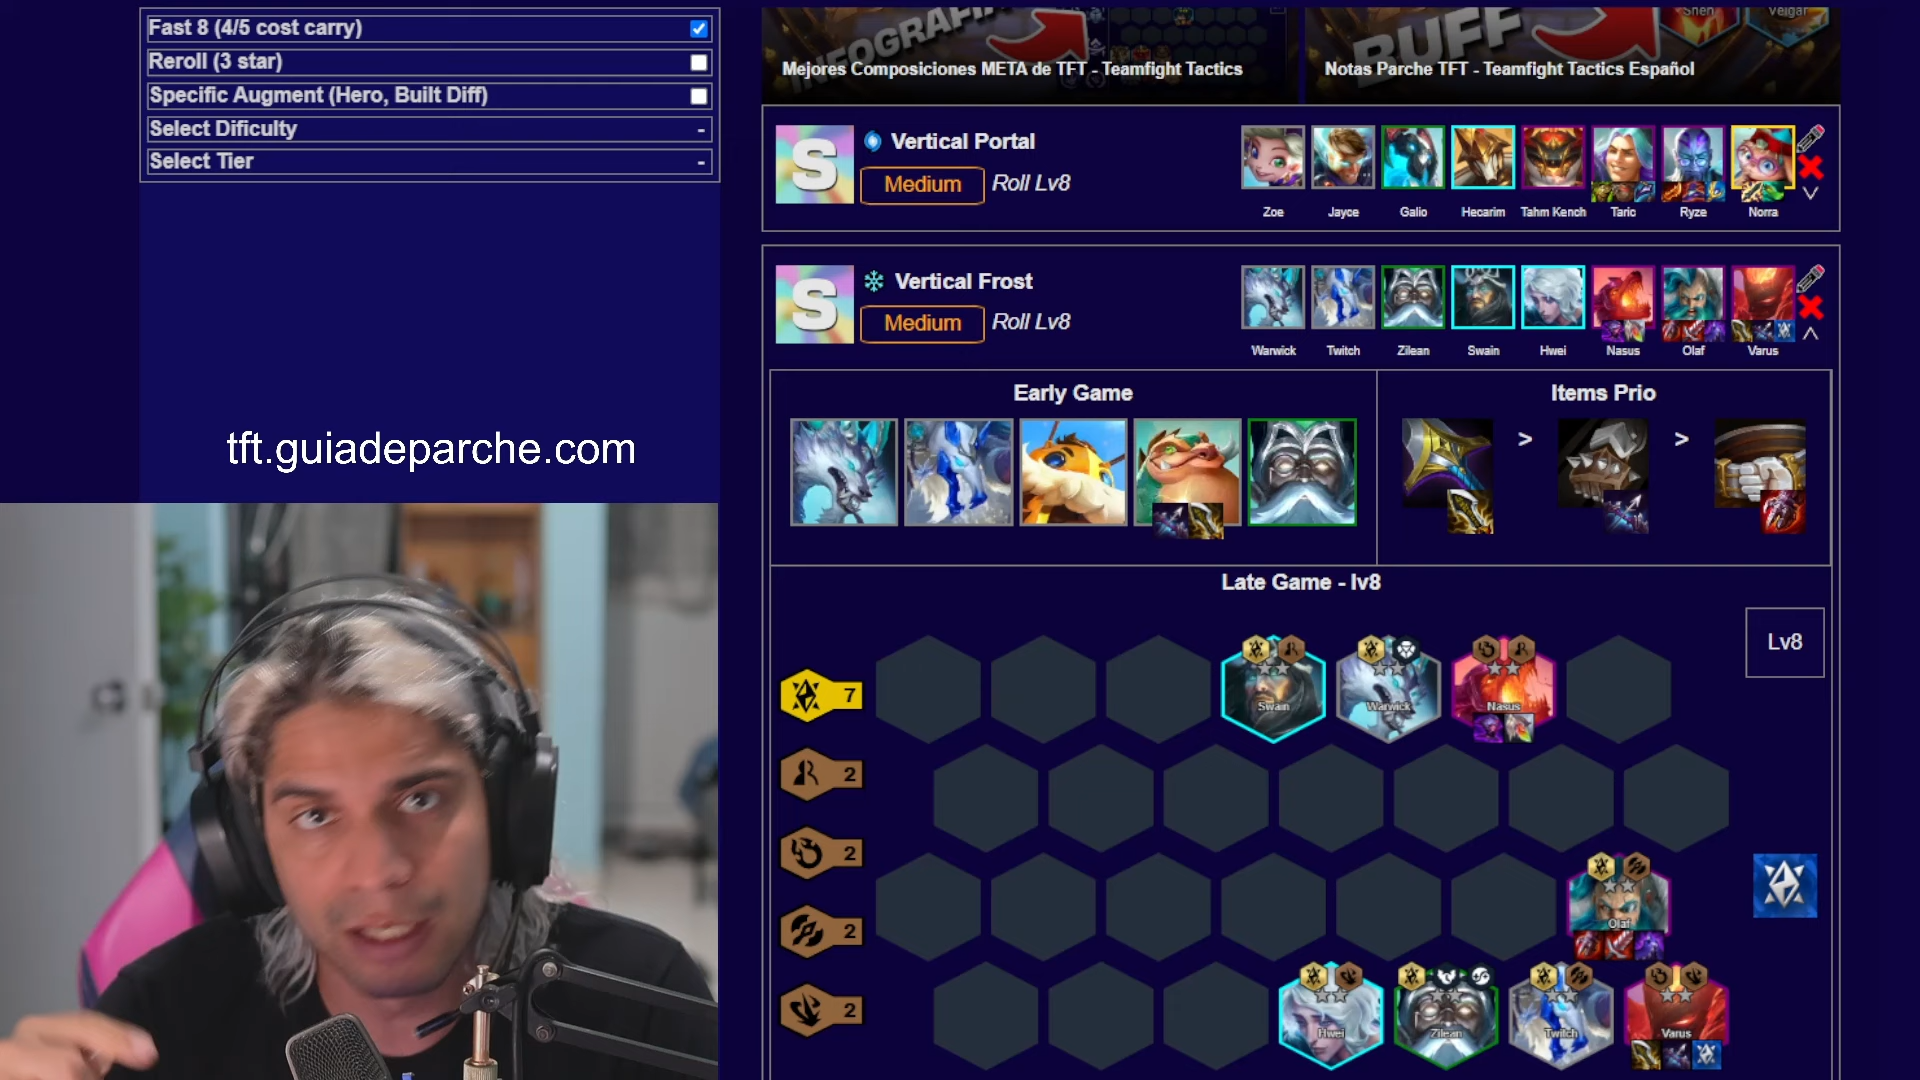 Fast 8 (4/5 cost carry)
Reroll (3 star)
Specific Augment (Hero, Built Diff)
Select Dificulty -
Select Tier -
tft.guiadeparche.com
INFOGRAFIA
Mejores Composiciones META de TFT - Teamfight Tactics
BUFF
Shen
Veigar
Notas Parche TFT - Teamfight Tactics Español
S
Vertical Portal
Medium Roll Lv8
Zoe Jayce Galio Hecarim Tahm Kench Taric Ryze Norra
S
Vertical Frost
Medium Roll Lv8
Warwick Twitch Zilean Swain Hwei Nasus Olaf Varus
Early Game
Items Prio
> >
Late Game - lv8
Lv8
7
2
2
2
2
Swain Warwick Nasus
Olaf
Hwei Zilean Twitch Varus